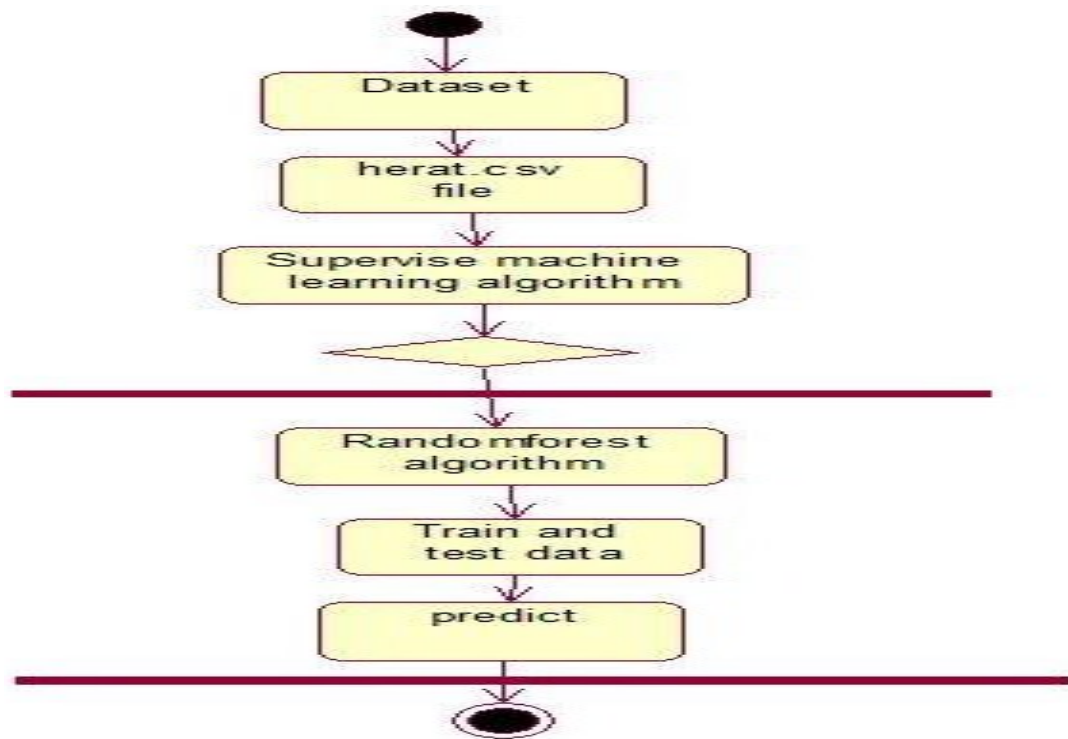 Dataset
herat.csv
file
Supervise machine
learning algorithm
Randomforest
algorithm
Train and
test data
predict